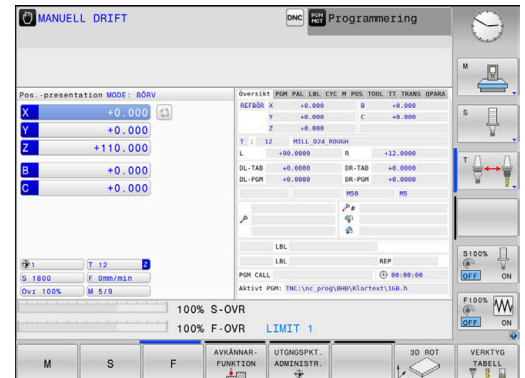 MANUELL DRIFT
DNC
PGM MGT Programmering
Pos.-presentation MODE: BÖRV
X +0.000
Y +0.000
Z +110.000
B +0.000
C +0.000
1 T 12 Z
S 1800 F 0mm/min
Ovr 100% M 5/9
Översikt PGM PAL LBL CYC M POS TOOL TT TRANS QPARA
REFBÖR X +0.000 B +0.000
Y +0.000 C +0.000
Z +0.000
T : 12 MILL_D24_ROUGH
L +90.0000 R +12.0000
DL-TAB +0.0000 DR-TAB +0.0000
DL-PGM +0.0000 DR-PGM +0.0000
M50 M5
LBL
LBL REP
PGM CALL 00:00:00
Aktivt PGM: TNC:\nc_prog\BHB\Klartext\1GB.h
100% S-OVR
100% F-OVR LIMIT 1
M
S
T
S100%
OFF ON
F100%
OFF ON
M
S
F
AVKÄNNAR-
FUNKTION
UTGNGSPKT.
ADMINISTR.
3D ROT
VERKTYG
TABELL